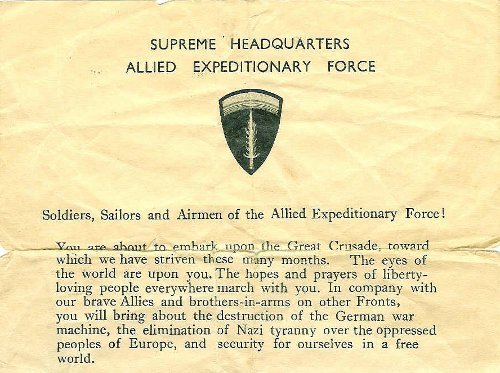 SUPREME HEADQUARTERS
ALLIED EXPEDITIONARY FORCE
Soldiers, Sailors and Airmen of the Allied Expeditionary Force!
You are about to embark upon the Great Crusade, toward
which we have striven these many months. The eyes of
the world are upon you. The hopes and prayers of liberty-
loving people everywhere march with you. In company with
our brave Allies and brothers-in-arms on other Fronts,
you will bring about the destruction of the German war
machine, the elimination of Nazi tyranny over the oppressed
peoples of Europe, and security for ourselves in a free
world.